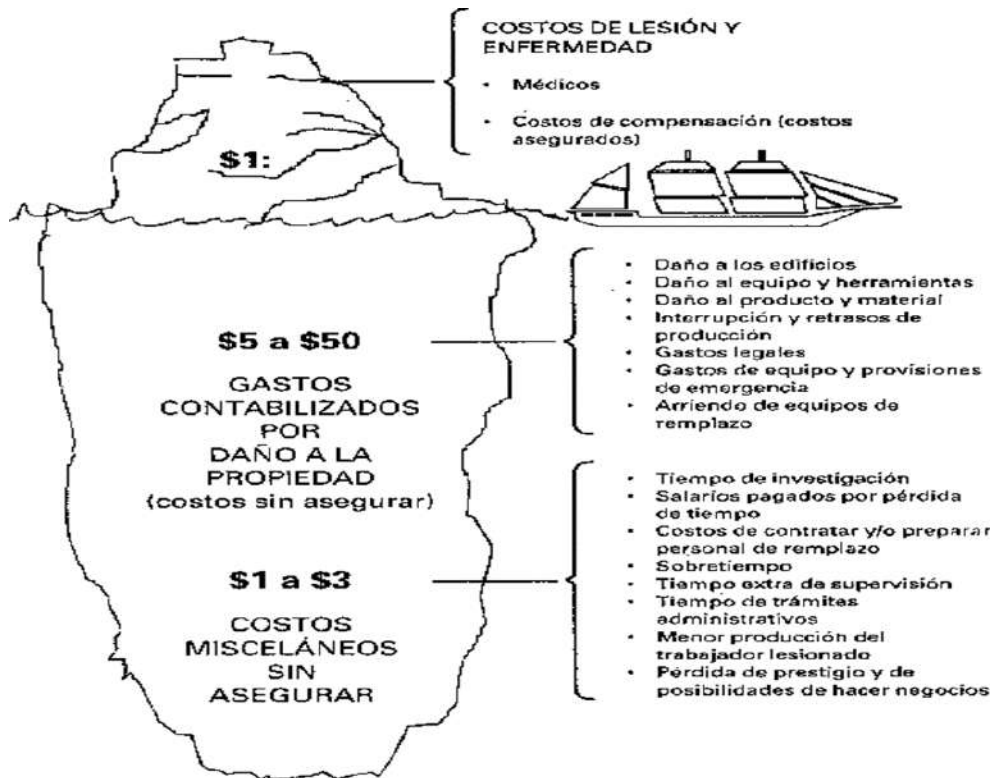 COSTOS DE LESIÓN Y
ENFERMEDAD
• Médicos
• Costos de compensación (costos
asegurados)
$1:
$5 a $50
GASTOS
CONTABILIZADOS
POR
DAÑO A LA
PROPIEDAD
(costos sin asegurar)
• Daño a los edificios
• Daño al equipo y herramientas
• Daño al producto y material
• Interrupción y retrasos de
producción
• Gastos legales
• Gastos de equipo y provisiones
de emergencia
• Arriendo de equipos de
remplazo
$1 a $3
COSTOS
MISCELÁNEOS
SIN
ASEGURAR
• Tiempo de investigación
• Salarios pagados por pérdida
de tiempo
• Costos de contratar y/o preparar
personal de remplazo
• Sobretiempo
• Tiempo extra de supervisión
• Tiempo de trámites
administrativos
• Menor producción del
trabajador lesionado
• Pérdida de prestigio y de
posibilidades de hacer negocios